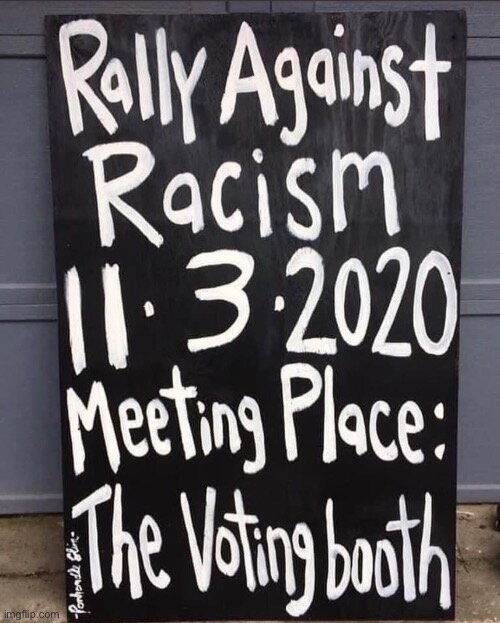 Rally Against
Racism
11.3.2020
Meeting Place:
The Voting booth
imgflip.com